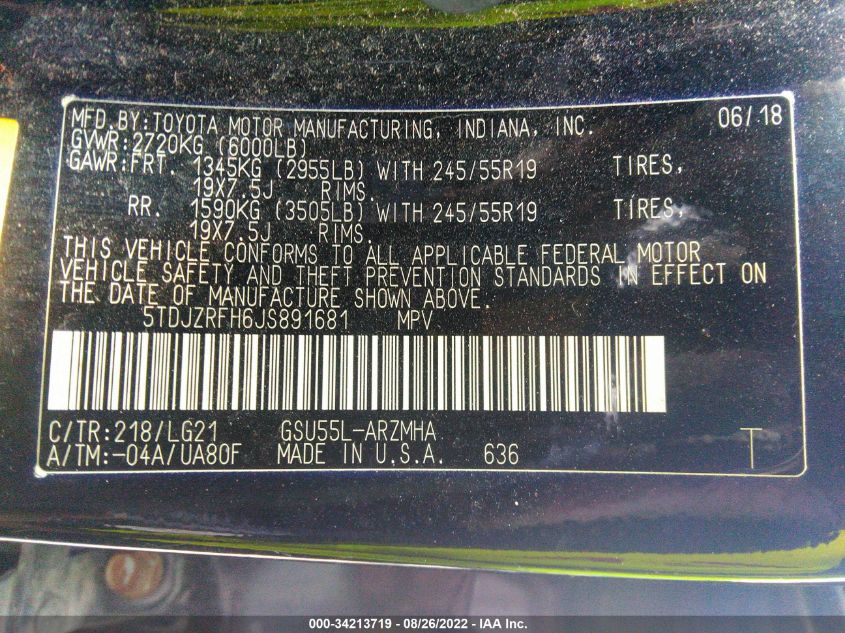 MFD.BY:TOYOTA MOTOR MANUFACTURING, INDIANA, INC. 06/18
GVWR:2720KG (6000LB)
GAWR:FRT. 1345KG (2955LB) WITH 245/55R19 TIRES,
19X7.5J RIMS.
RR. 1590KG (3505LB) WITH 245/55R19 TIRES,
19X7.5J RIMS.
THIS VEHICLE CONFORMS TO ALL APPLICABLE FEDERAL MOTOR
VEHICLE SAFETY AND THEFT PREVENTION STANDARDS IN EFFECT ON
THE DATE OF MANUFACTURE SHOWN ABOVE.
5TDJZRFH6JS891681 MPV
C/TR:218/LG21 GSU55L-ARZMHA
A/TM:-04A/UA80F MADE IN U.S.A. 636 T
000-34213719 - 08/26/2022 - IAA Inc.